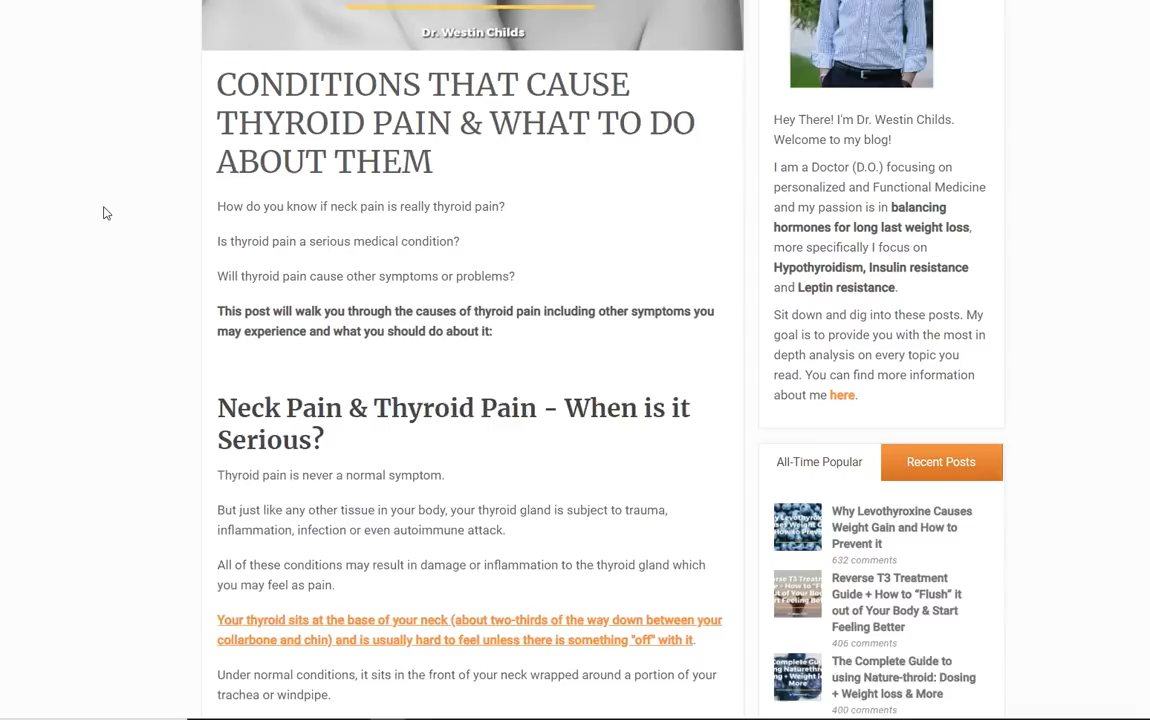 Dr. Westin Childs
CONDITIONS THAT CAUSE
THYROID PAIN & WHAT TO DO
ABOUT THEM
How do you know if neck pain is really thyroid pain?
Is thyroid pain a serious medical condition?
Will thyroid pain cause other symptoms or problems?
This post will walk you through the causes of thyroid pain including other symptoms you
may experience and what you should do about it:
Neck Pain & Thyroid Pain - When is it
Serious?
Thyroid pain is never a normal symptom.
But just like any other tissue in your body, your thyroid gland is subject to trauma,
inflammation, infection or even autoimmune attack.
All of these conditions may result in damage or inflammation to the thyroid gland which
you may feel as pain.
Your thyroid sits at the base of your neck (about two-thirds of the way down between your
collarbone and chin) and is usually hard to feel unless there is something "off" with it.
Under normal conditions, it sits in the front of your neck wrapped around a portion of your
trachea or windpipe.
Hey There! I'm Dr. Westin Childs.
Welcome to my blog!
I am a Doctor (D.O.) focusing on
personalized and Functional Medicine
and my passion is in balancing
hormones for long last weight loss,
more specifically I focus on
Hypothyroidism, Insulin resistance
and Leptin resistance.
Sit down and dig into these posts. My
goal is to provide you with the most in
depth analysis on every topic you
read. You can find more information
about me here.
All-Time Popular
Recent Posts
Why Levothyroxine Causes
Weight Gain and How to
Prevent it
632 comments
Reverse T3 Treatment
Guide + How to “Flush” it
out of Your Body & Start
Feeling Better
406 comments
The Complete Guide to
using Nature-throid: Dosing
+ Weight loss & More
400 comments